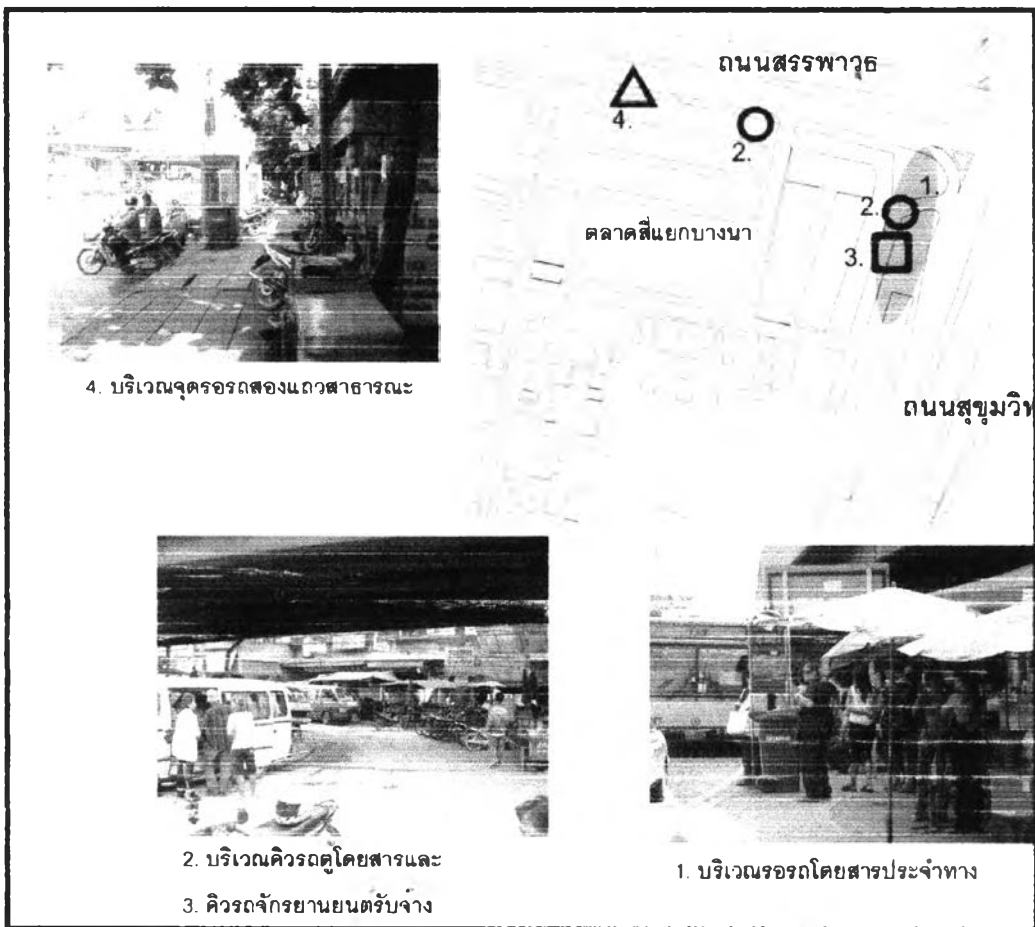 ถนนสรรพาวุธ
4.
2.
1.
2.
ตลาดสี่แยกบางนา
3.
4. บริเวณจุดรอรถสองแถวสาธารณะ
ถนนสุขุมวิท
2. บริเวณคิวรถตู้โดยสารและ
3. คิวรถจักรยานยนตรับจ้าง
1. บริเวณรอรถโดยสารประจำทาง